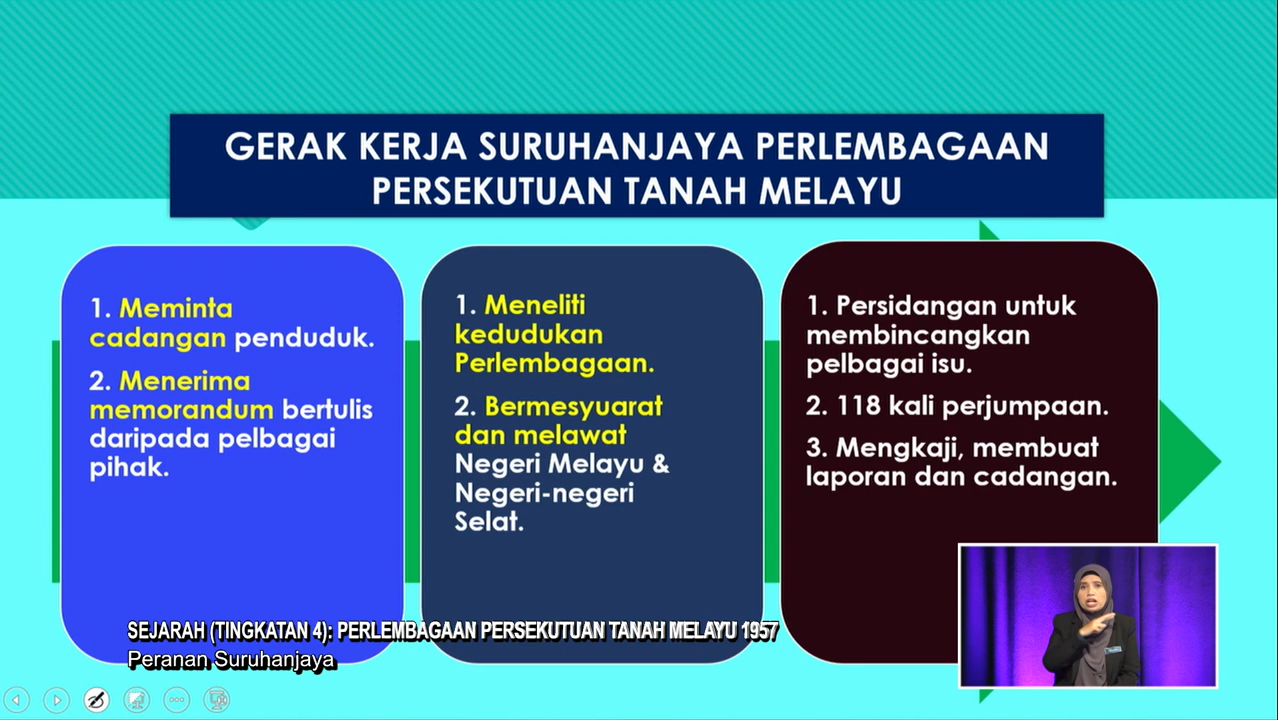 GERAK KERJA SURUHANJAYA PERLEMBAGAAN
PERSEKUTUAN TANAH MELAYU
1. Meminta
cadangan penduduk.
2. Menerima
memorandum bertulis
daripada pelbagai
pihak.
1. Meneliti
kedudukan
Perlembagaan.
2. Bermesyuarat
dan melawat
Negeri Melayu &
Negeri-negeri
Selat.
1. Persidangan untuk
membincangkan
pelbagai isu.
2. 118 kali perjumpaan.
3. Mengkaji, membuat
laporan dan cadangan.
SEJARAH (TINGKATAN 4): PERLEMBAGAAN PERSEKUTUAN TANAH MELAYU 1957
Peranan Suruhanjaya